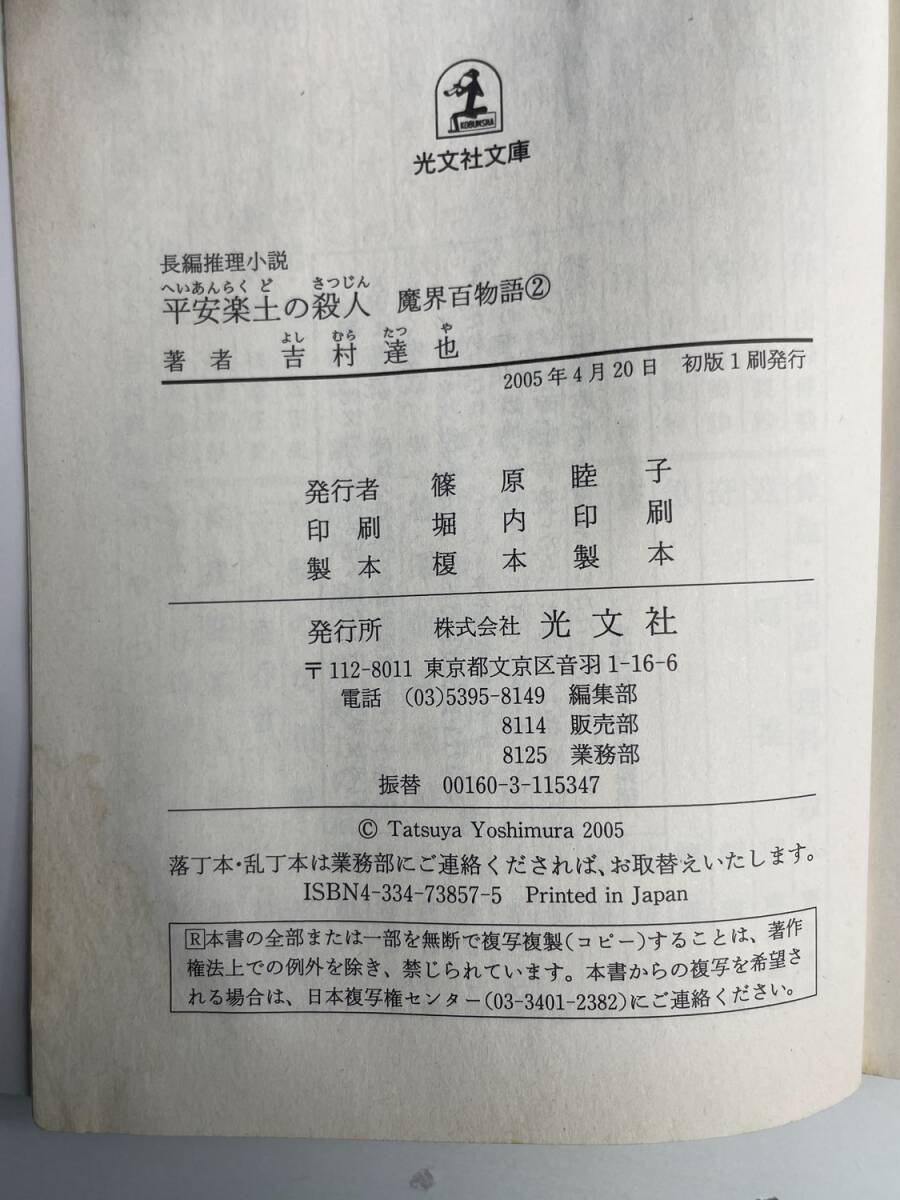 KOBUNSHA
光文社文庫
長編推理小説
へいあんらくど さつじん
平安楽土の殺人 魔界百物語②
よし むら たつ や
著者 吉村達也
2005年4月20日 初版1刷発行
発行者 篠原睦子
印刷 堀内印刷
製本 榎本製本
発行所 株式会社 光文社
〒112-8011 東京都文京区音羽1-16-6
電話 (03)5395-8149 編集部
8114 販売部
8125 業務部
振替 00160-3-115347
© Tatsuya Yoshimura 2005
落丁本・乱丁本は業務部にご連絡くだされば、お取替えいたします。
ISBN4-334-73857-5 Printed in Japan
R本書の全部または一部を無断で複写複製(コピー)することは、著作
権法上での例外を除き、禁じられています。本書からの複写を希望さ
れる場合は、日本複写権センター(03-3401-2382)にご連絡ください。